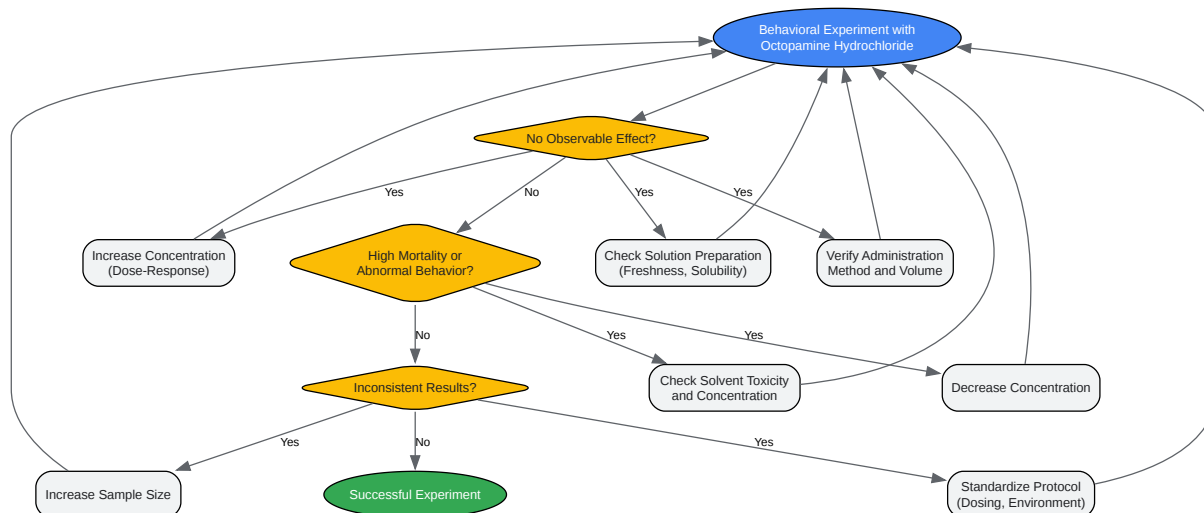 Behavioral Experiment with
Octopamine Hydrochloride
No Observable Effect?
Yes
No
Yes
Yes
Increase Concentration
(Dose-Response)
High Mortality or
Abnormal Behavior?
Check Solution Preparation
(Freshness, Solubility)
Verify Administration
Method and Volume
No
Yes
Yes
Inconsistent Results?
Check Solvent Toxicity
and Concentration
Decrease Concentration
Yes
No
Yes
Increase Sample Size
Successful Experiment
Standardize Protocol
(Dosing, Environment)